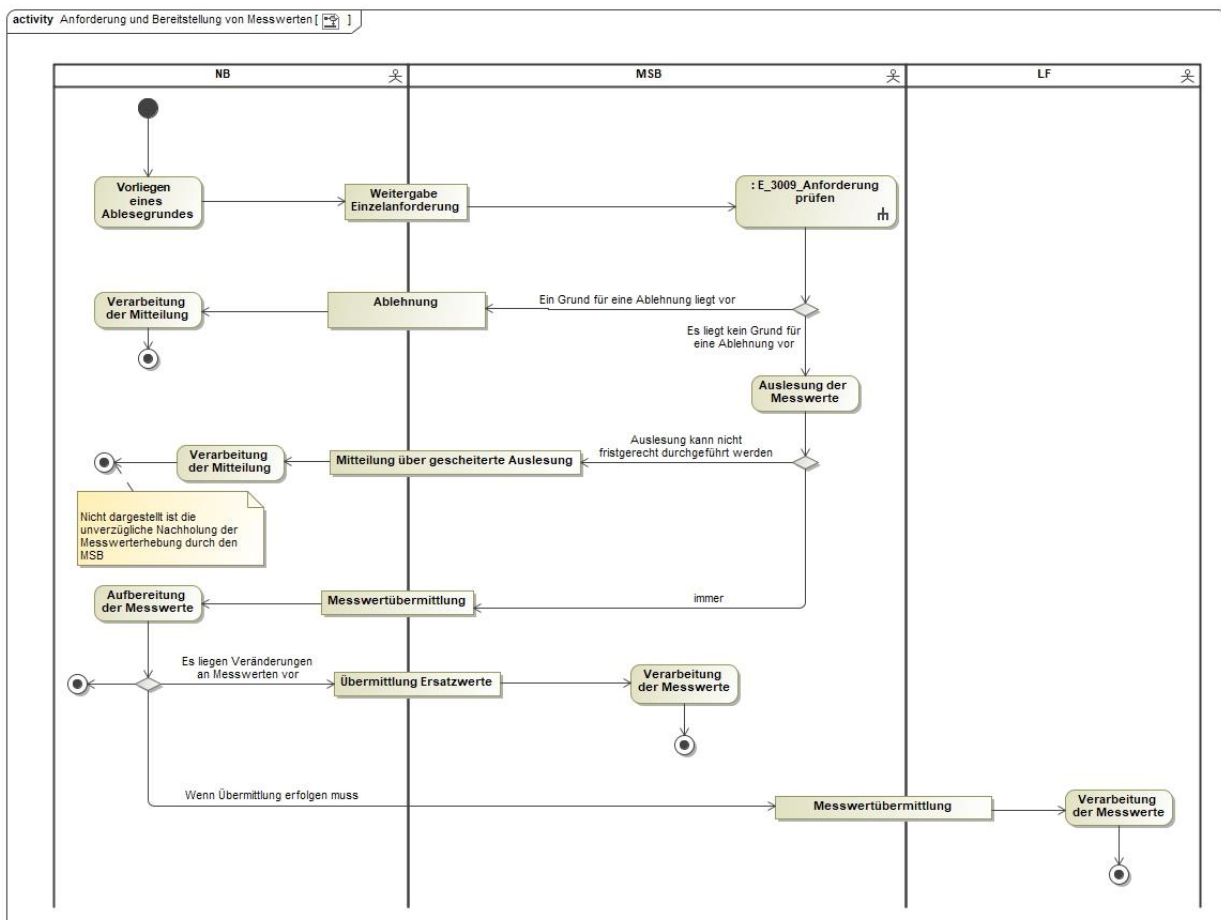 activity Anforderung und Bereitstellung von Messwerten [ ]
NB
MSB
LF
Vorliegen
eines
Ablesegrundes
Weitergabe
Einzelanforderung
: E_3009_Anforderung
prüfen
Verarbeitung
der Mitteilung
Ablehnung
Ein Grund für eine Ablehnung liegt vor
Es liegt kein Grund für
eine Ablehnung vor
Auslesung der
Messwerte
Auslesung kann nicht
fristgerecht durchgeführt werden
Verarbeitung
der Mitteilung
Mitteilung über gescheiterte Auslesung
Nicht dargestellt ist die
unverzügliche Nachholung der
Messwerterhebung durch den
MSB
Aufbereitung
der Messwerte
Messwertübermittlung
immer
Es liegen Veränderungen
an Messwerten vor
Übermittlung Ersatzwerte
Verarbeitung
der Messwerte
Wenn Übermittlung erfolgen muss
Messwertübermittlung
Verarbeitung
der Messwerte